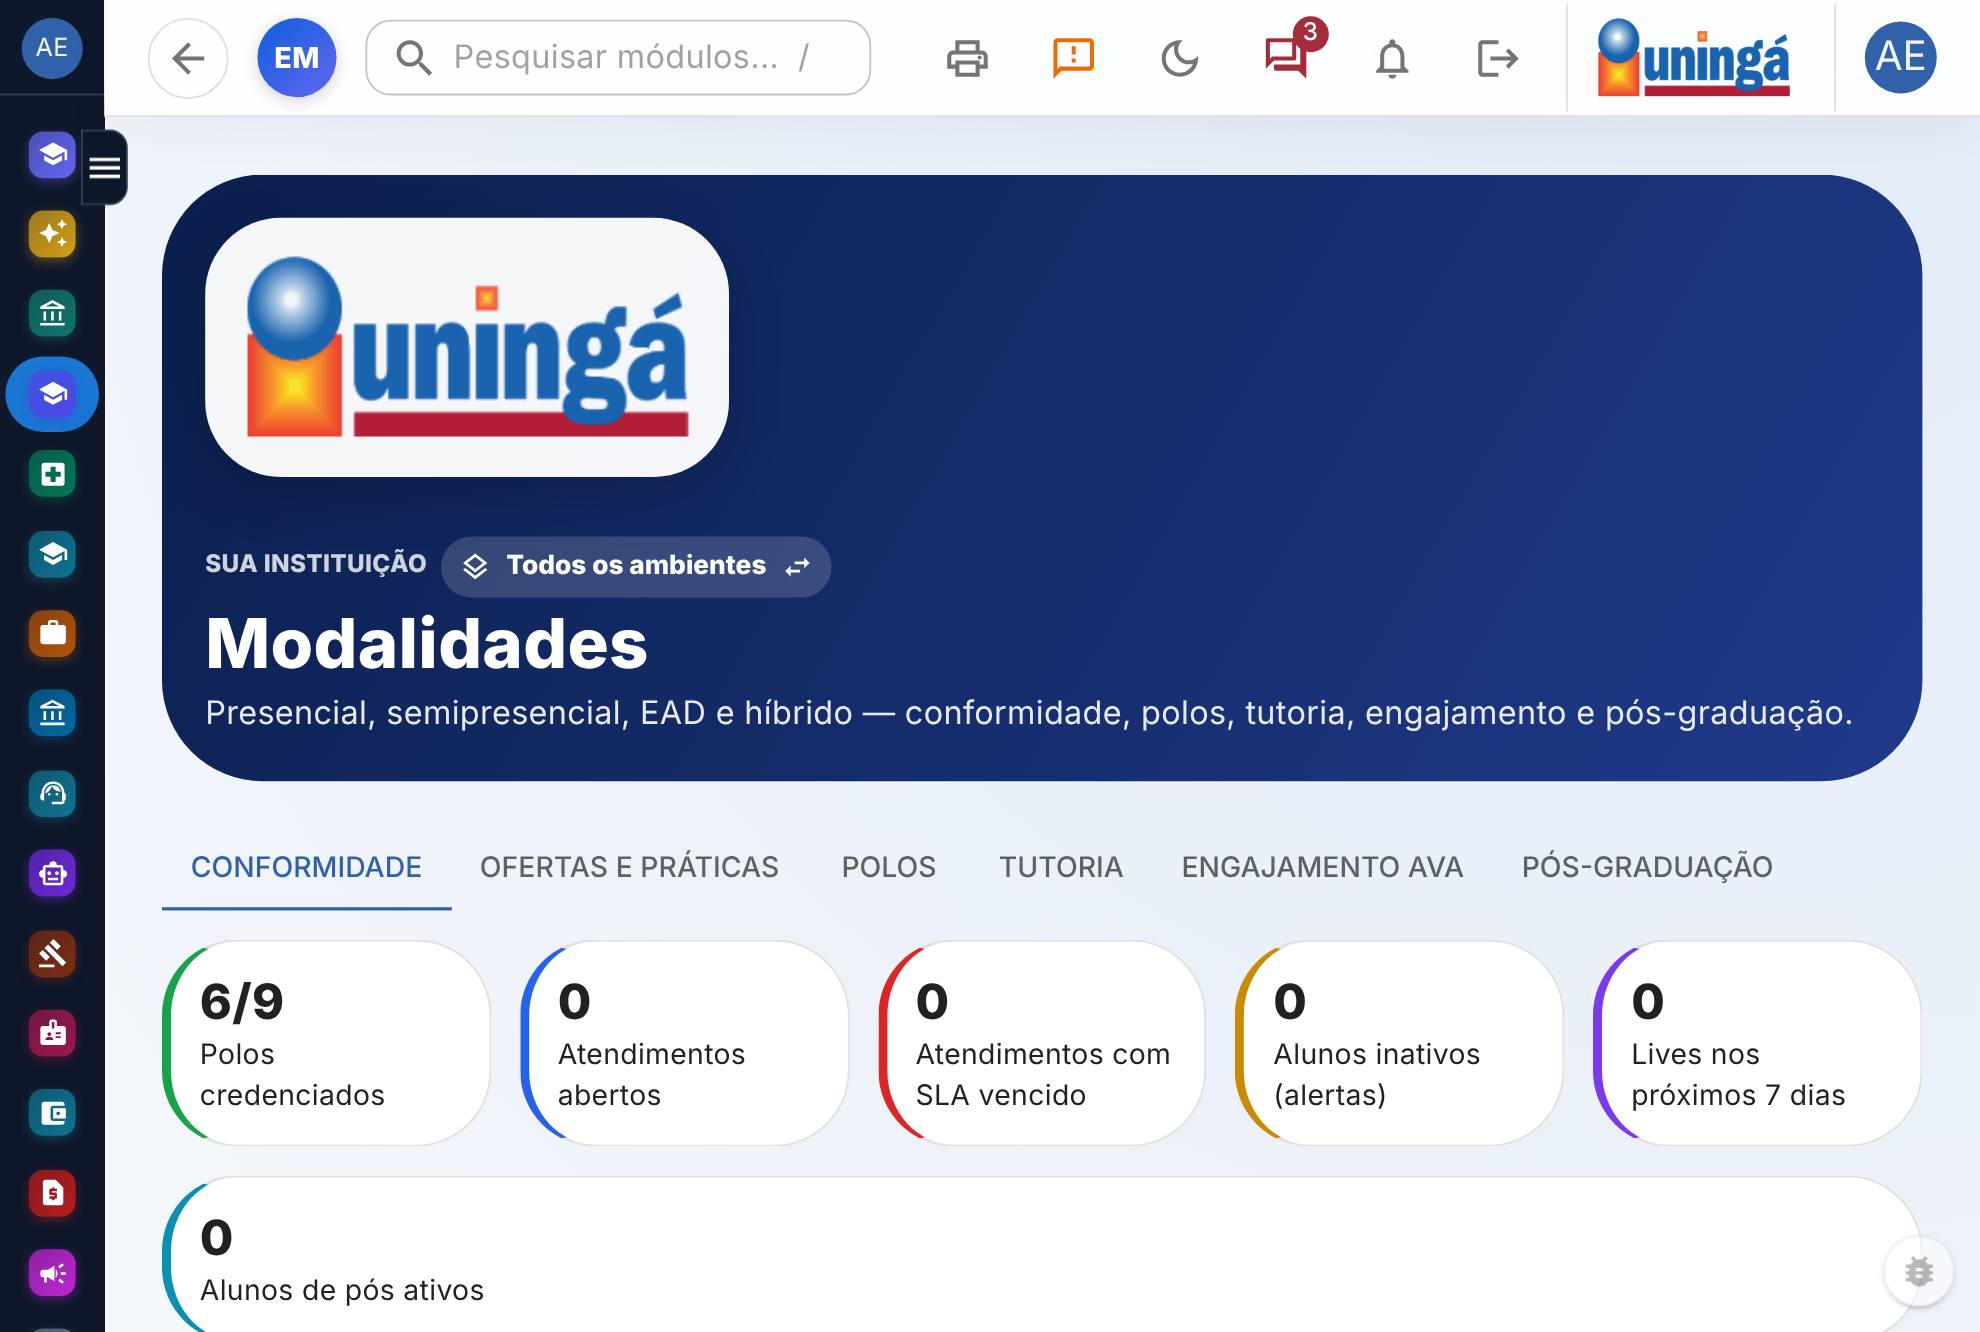 AE
EM
Pesquisar módulos... /
3
uningá
AE
uningá
SUA INSTITUIÇÃO
Todos os ambientes
Modalidades
Presencial, semipresencial, EAD e híbrido — conformidade, polos, tutoria, engajamento e pós-graduação.
CONFORMIDADE
OFERTAS E PRÁTICAS
POLOS
TUTORIA
ENGAJAMENTO AVA
PÓS-GRADUAÇÃO
6/9
Polos
credenciados
0
Atendimentos
abertos
0
Atendimentos com
SLA vencido
0
Alunos inativos
(alertas)
0
Lives nos
próximos 7 dias
0
Alunos de pós ativos